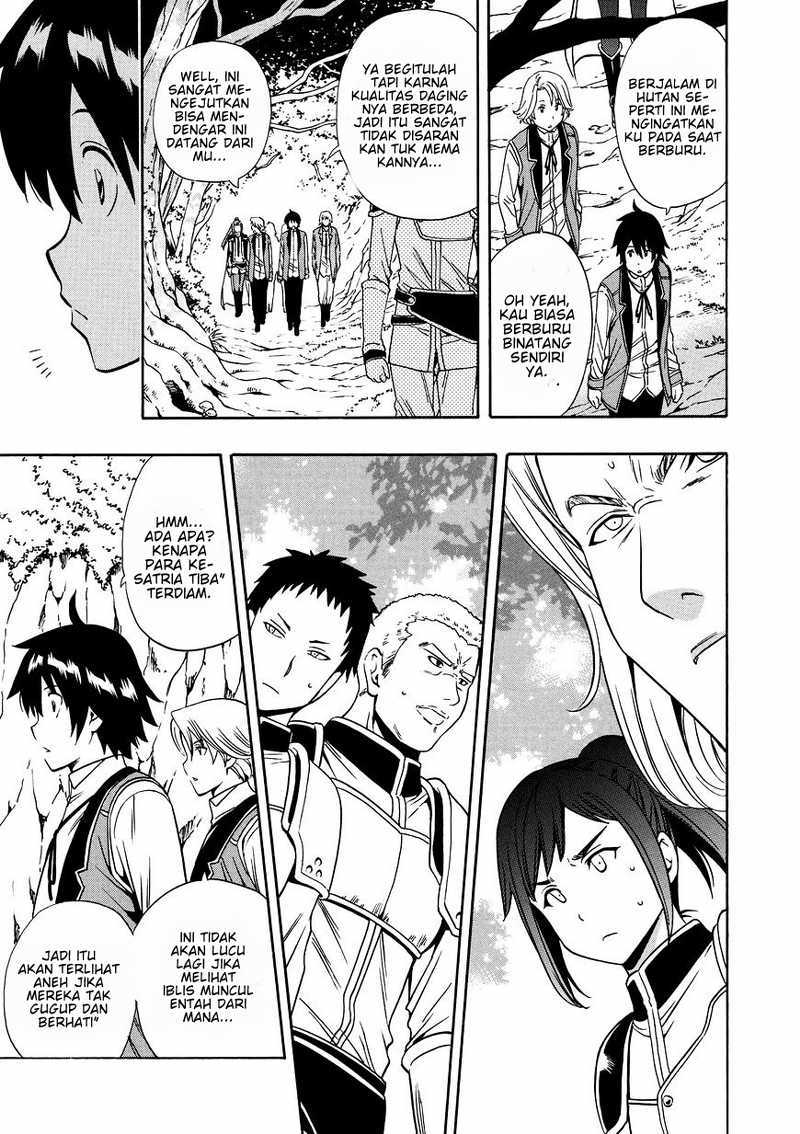 BERJALAM DI
HUTAN SE-
PERTI INI ME-
NGINGATKAN
KU PADA SAAT
BERBURU.
OH YEAH,
KAU BIASA
BERBURU
BINATANG
SENDIRI
YA.
YA BEGITULAH
TAPI KARNA
KUALITAS DAGING
NYA BERBEDA,
JADI ITU SANGAT
TIDAK DISARAN
KAN TUK MEMA
KANNYA...
WELL, INI
SANGAT ME-
NGEJUTKAN
BISA MEN-
DENGAR INI
DATANG DARI
MU...
HMM...
ADA APA?
KENAPA
PARA KE-
SATRIA TIBA"
TERDIAM.
INI TIDAK
AKAN LUCU
LAGI JIKA
MELIHAT
IBLIS MUNCUL
ENTAH DARI
MANA...
JADI ITU
AKAN TERLIHAT
ANEH JIKA
MEREKA TAK
GUGUP DAN
BERHATI"